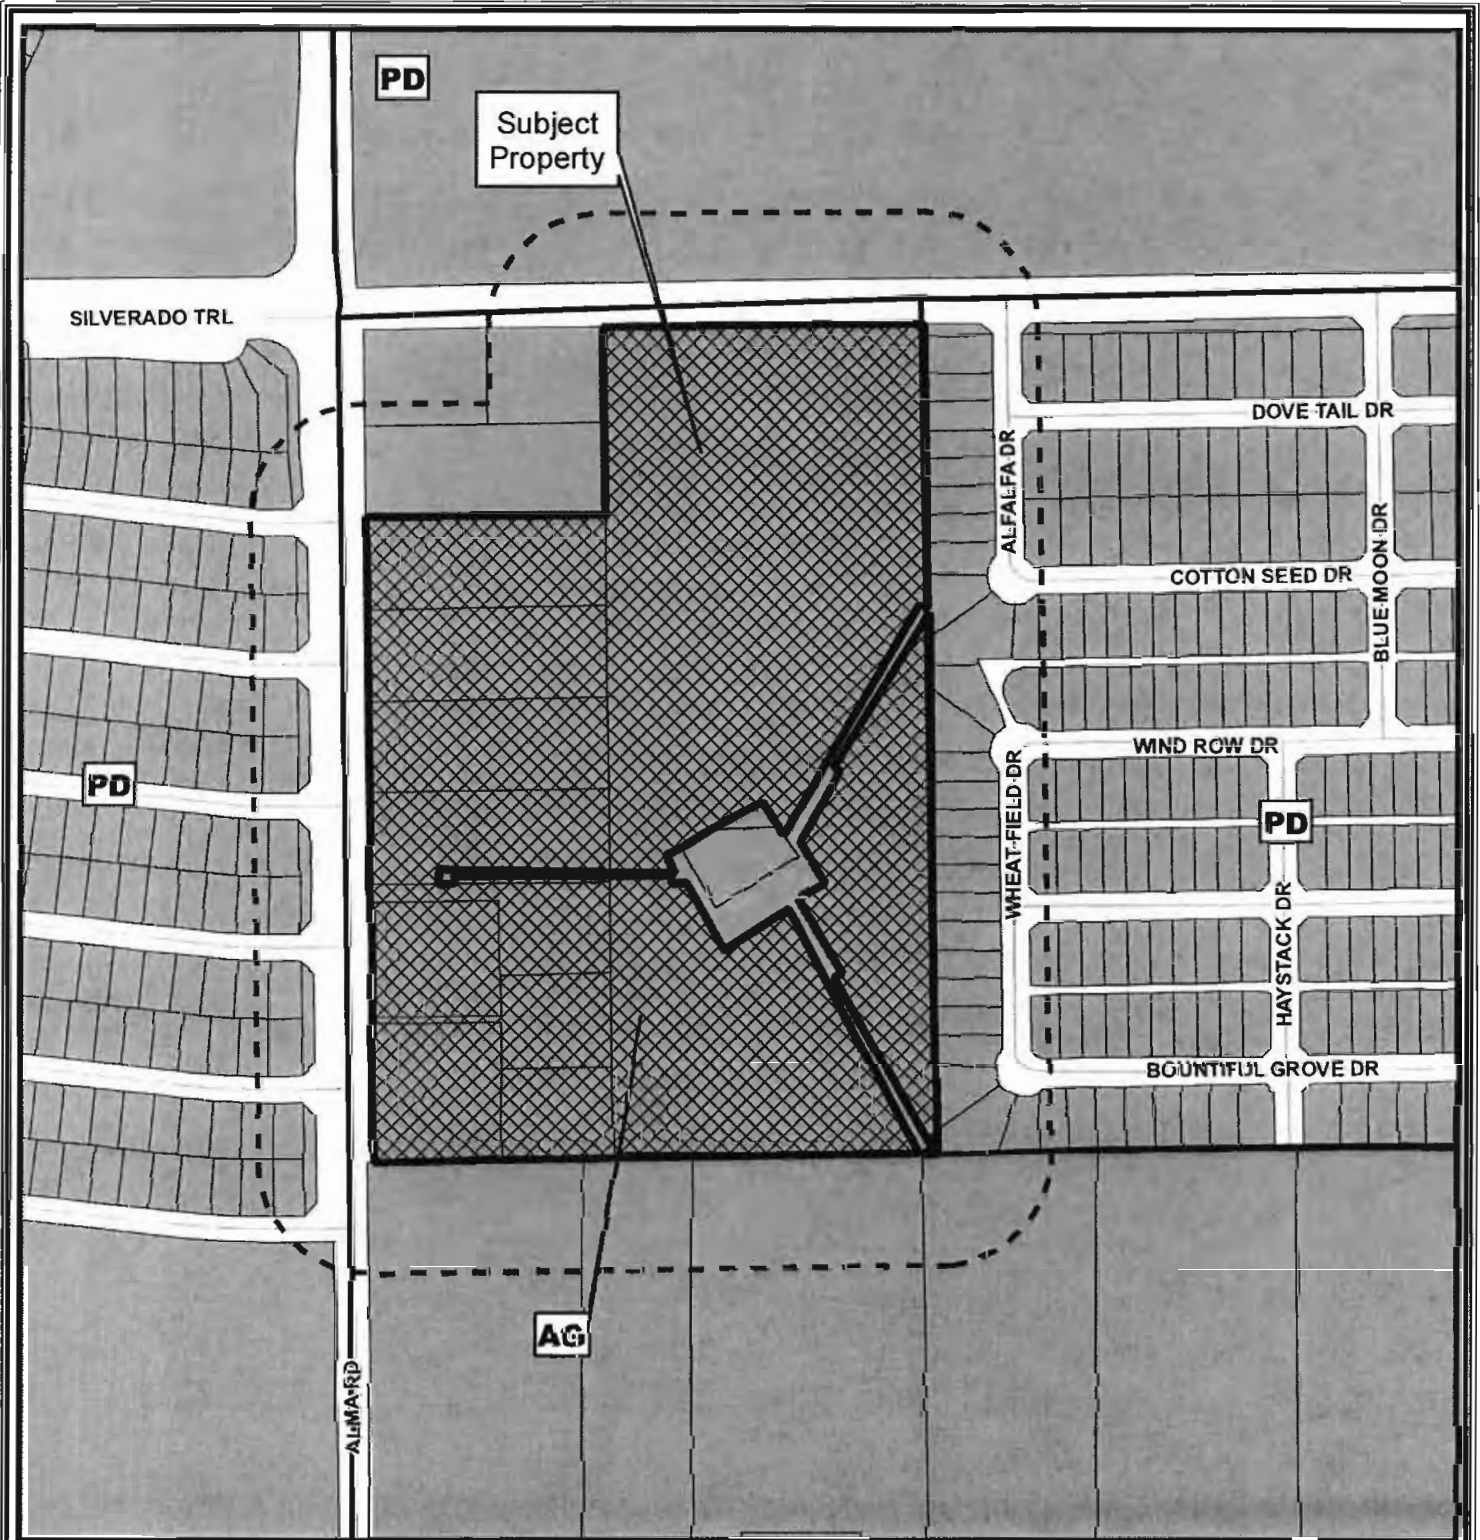 PD
Subject
Property
SILVERADO TRL
DOVE TAIL DR
ALFALFA DR
COTTON SEED DR
BLUE MOON DR
WIND ROW DR
PD
WHEAT FIELD DR
PD
HAYSTACK DR
BOUNTIFUL GROVE DR
AG
ALMA RD